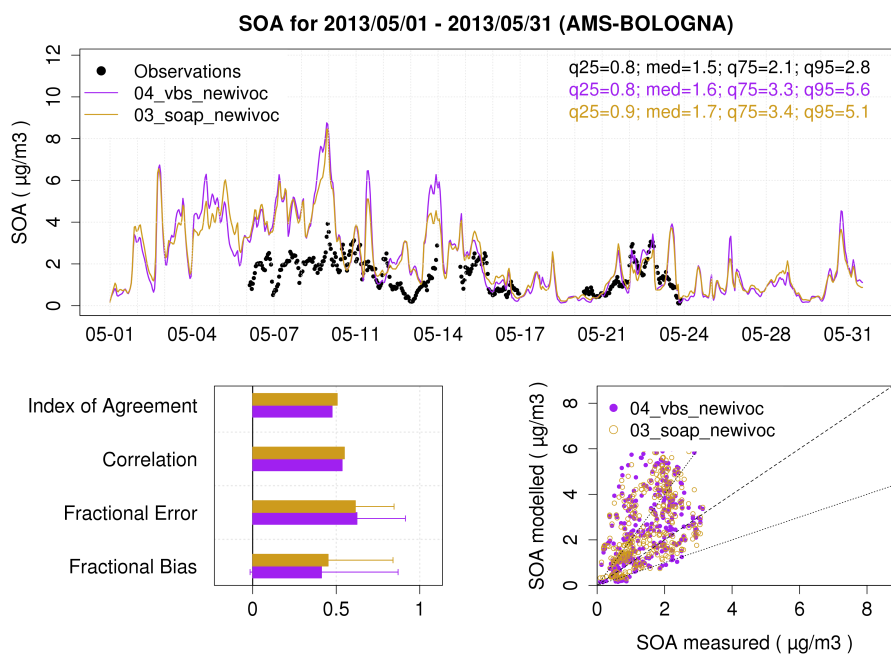 SOA for 2013/05/01 - 2013/05/31 (AMS-BOLOGNA)
SOA ( µg/m3 )
12
10
8
6
4
2
0
Observations
04_vbs_newivoc
03_soap_newivoc
q25=0.8; med=1.5; q75=2.1; q95=2.8
q25=0.8; med=1.6; q75=3.3; q95=5.6
q25=0.9; med=1.7; q75=3.4; q95=5.1
05-01 05-04 05-07 05-11 05-14 05-17 05-21 05-24 05-28 05-31
Index of Agreement
Correlation
Fractional Error
Fractional Bias
0 0.5 1
SOA modelled ( µg/m3 )
8
6
4
2
0
04_vbs_newivoc
03_soap_newivoc
0 2 4 6 8
SOA measured ( µg/m3 )